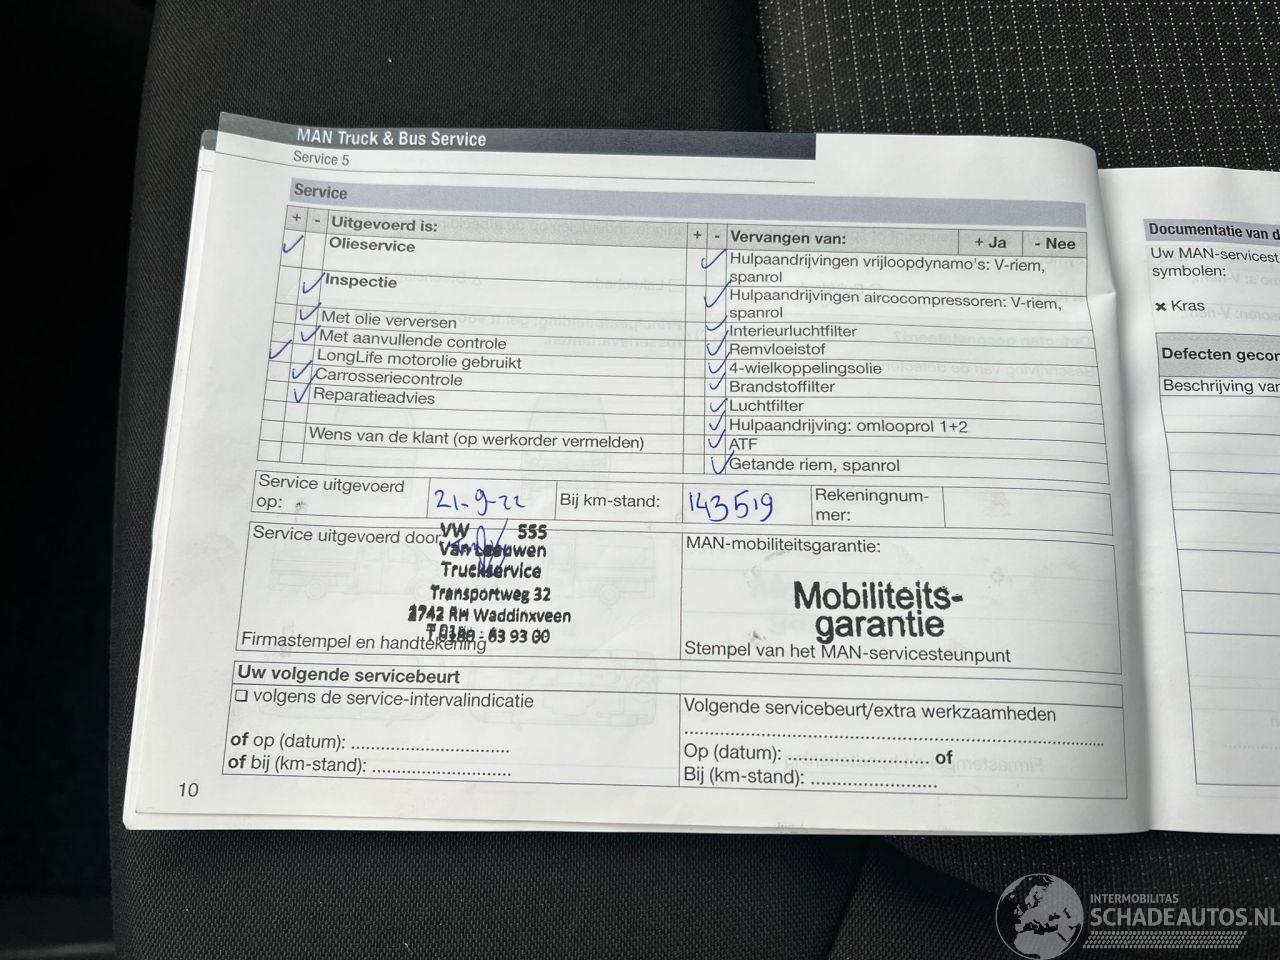 MAN Truck & Bus Service
Service 5
Service
+ - Uitgevoerd is:
Olieservice
Inspectie
Met olie verversen
Met aanvullende controle
LongLife motorolie gebruikt
Carrosseriecontrole
Reparatieadvies
Wens van de klant (op werkorder vermelden)
+ - Vervangen van: + Ja - Nee
Hulpaandrijvingen vrijloopdynamo's: V-riem,
spanrol
Hulpaandrijvingen aircocompressoren: V-riem,
spanrol
Interieurluchtfilter
Remvloeistof
4-wielkoppelingsolie
Brandstoffilter
Luchtfilter
Hulpaandrijving: omlooprol 1+2
ATF
Getande riem, spanrol
Service uitgevoerd
op:
21-9-22
Bij km-stand:
143519
Rekeningnum-
mer:
Service uitgevoerd door
VW 555
Van Leeuwen
Truckservice
Transportweg 32
2742 RH Waddinxveen
63 93 00
Firmastempel en handtekening
MAN-mobiliteitsgarantie:
Mobiliteits-
garantie
Stempel van het MAN-servicesteunpunt
Uw volgende servicebeurt
❏ volgens de service-intervalindicatie
of op (datum): ................................
of bij (km-stand): ............................
Volgende servicebeurt/extra werkzaamheden
Op (datum): ............................ of
Bij (km-stand): .........................
10
Documentatie van d
Uw MAN-servicest
symbolen:
× Kras
Defecten gecon
Beschrijving van
INTERMOBILITAS
SCHADEAUTOS.NL